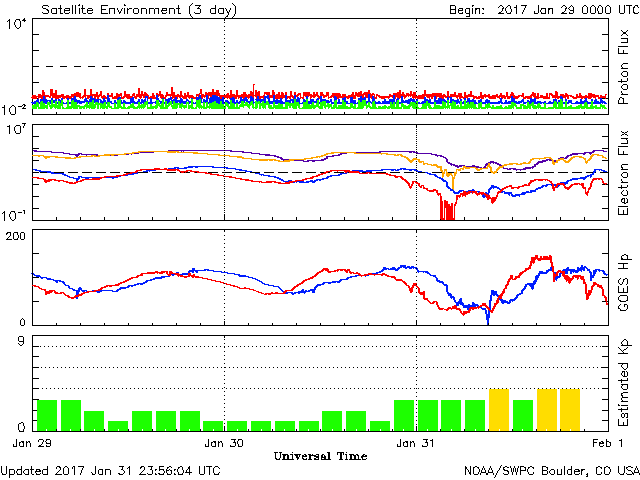 Satellite Environment (3 day) Begin: 2017 Jan 29 0000 UTC
10⁴
10⁻²
Proton Flux
10⁷
10⁻¹
Electron Flux
200
0
GOES Hp
9
0
Estimated Kp
Jan 29 Jan 30 Jan 31 Feb 1
Universal Time
Updated 2017 Jan 31 23:56:04 UTC NOAA/SWPC Boulder, CO USA